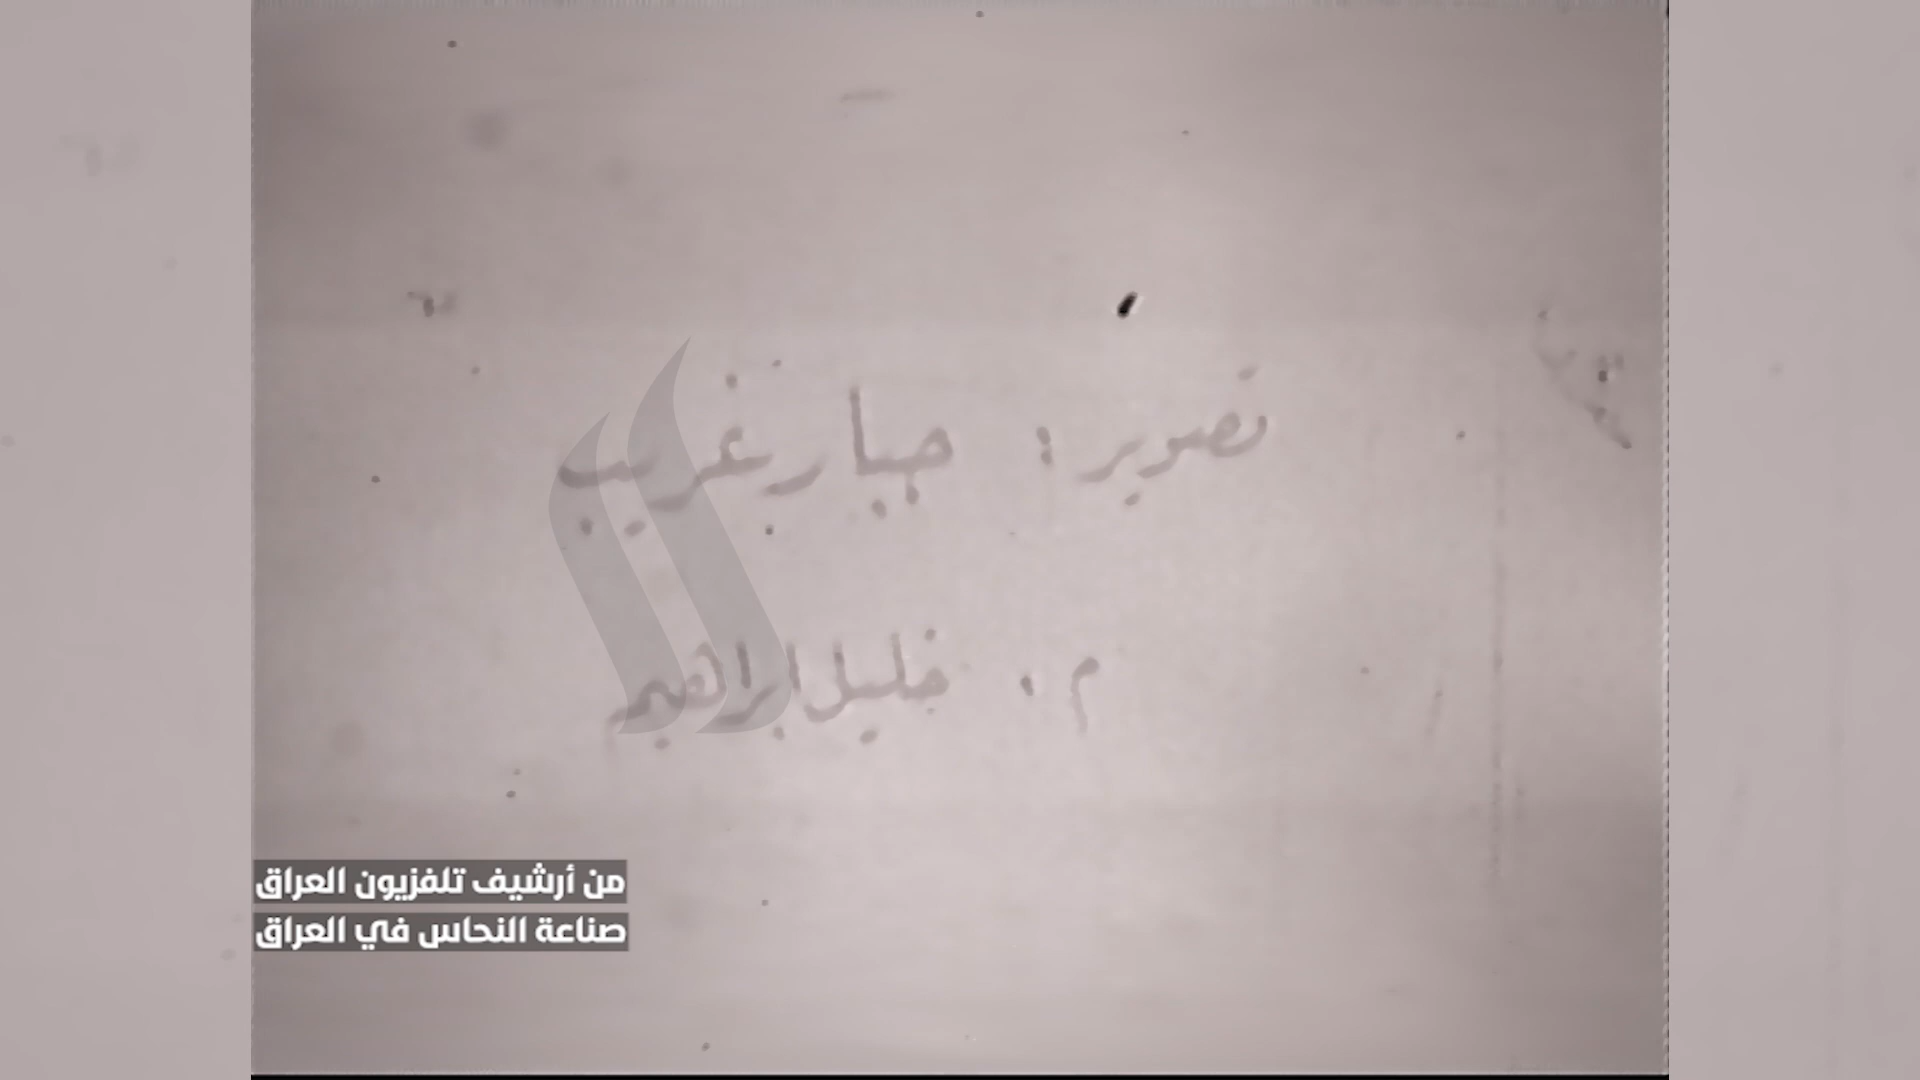 تصوير : جبار غريب
م . خليل ابراهيم
من أرشيف تلفزيون العراق
صناعة النحاس في العراق